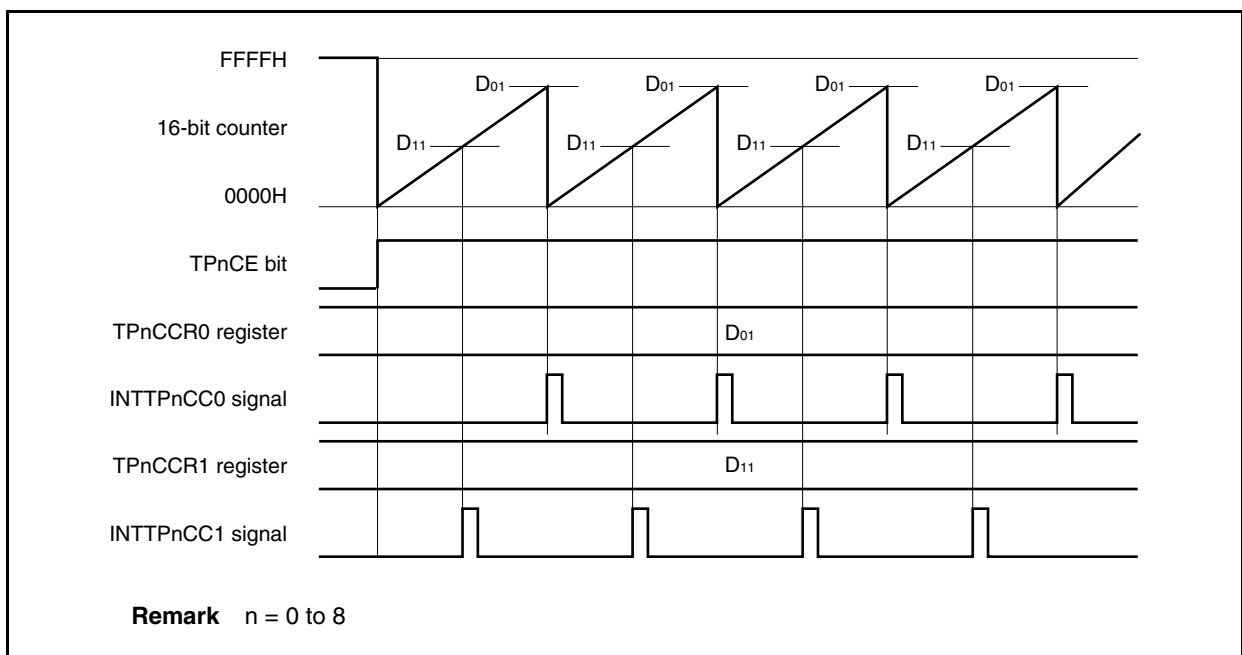 FFFFH
D01 D01 D01 D01
16-bit counter
D11 D11 D11 D11
0000H
TPnCE bit
TPnCCR0 register
D01
INTTPnCC0 signal
TPnCCR1 register
D11
INTTPnCC1 signal
Remark n = 0 to 8